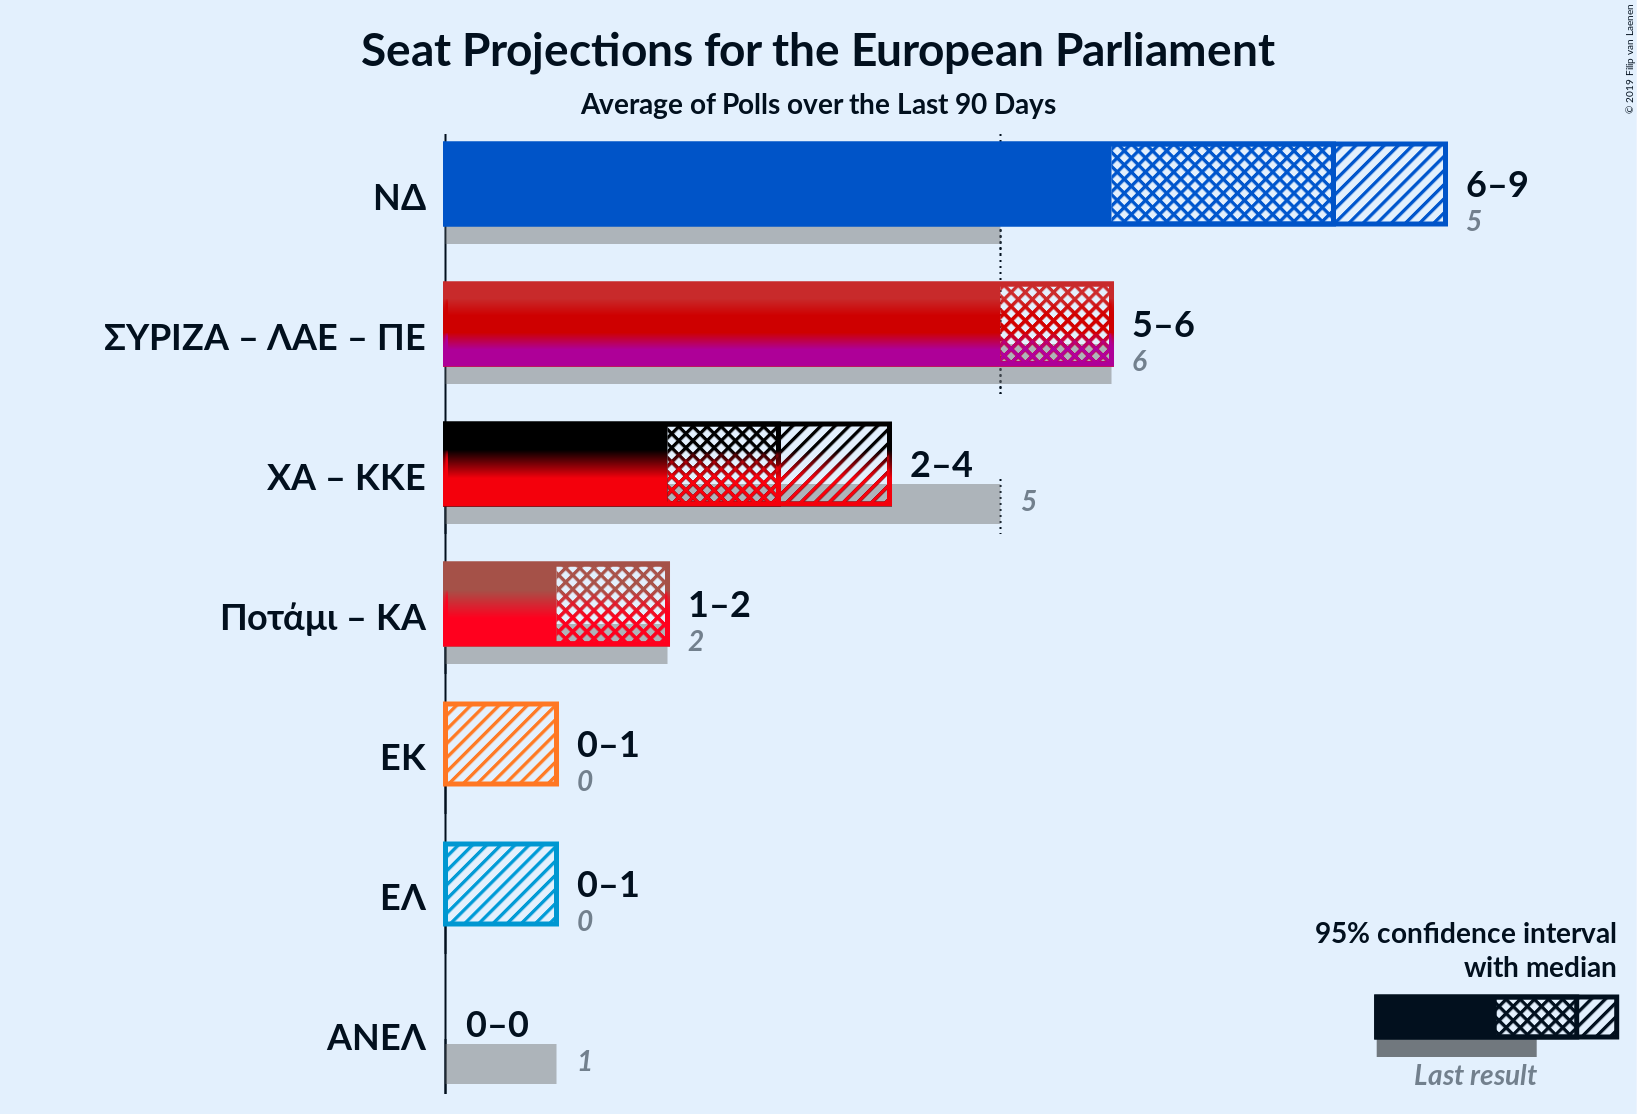 Seat Projections for the European Parliament
Average of Polls over the Last 90 Days
© 2019 Filip van Laenen
ΝΔ
6–9
5
ΣΥΡΙΖΑ – ΛΑΕ – ΠΕ
5–6
6
ΧΑ – ΚΚΕ
2–4
5
Ποτάμι – ΚΑ
1–2
2
ΕΚ
0–1
0
ΕΛ
0–1
0
ΑΝΕΛ
0–0
1
95% confidence interval
with median
Last result